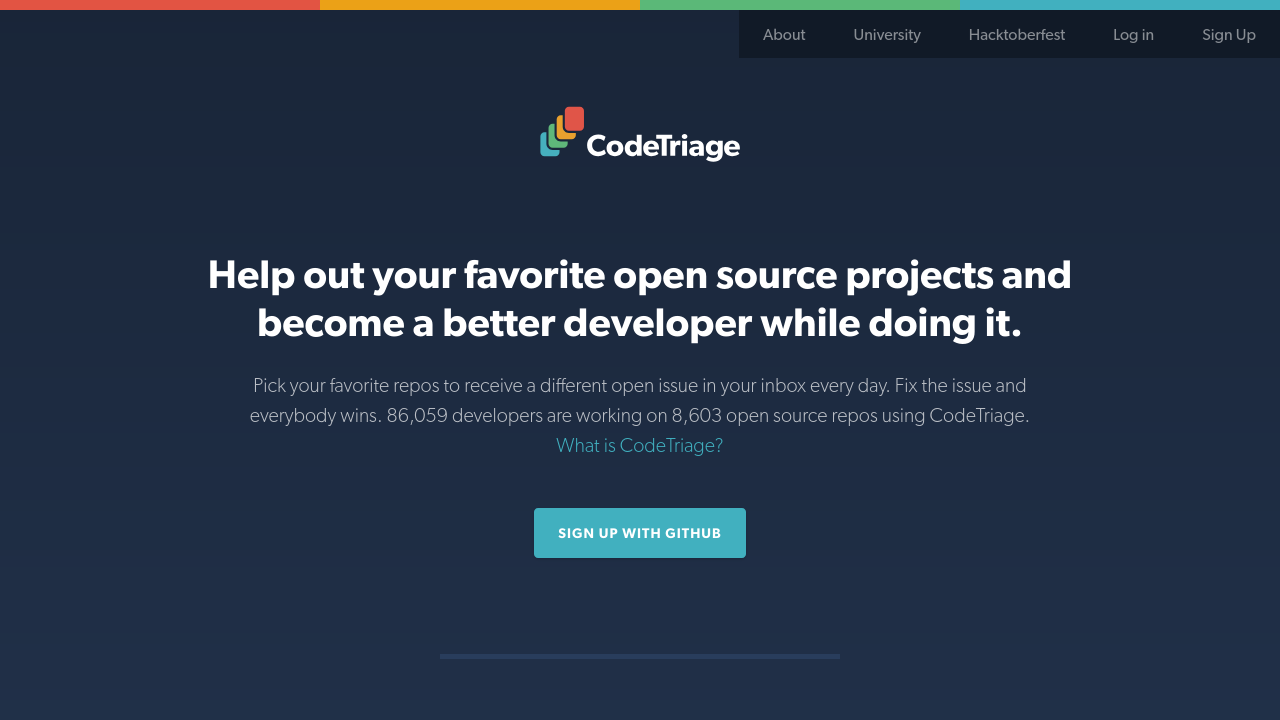 About
University
Hacktoberfest
Log in
Sign Up
CodeTriage
Help out your favorite open source projects and
become a better developer while doing it.
Pick your favorite repos to receive a different open issue in your inbox every day. Fix the issue and
everybody wins. 86,059 developers are working on 8,603 open source repos using CodeTriage.
What is CodeTriage?
SIGN UP WITH GITHUB